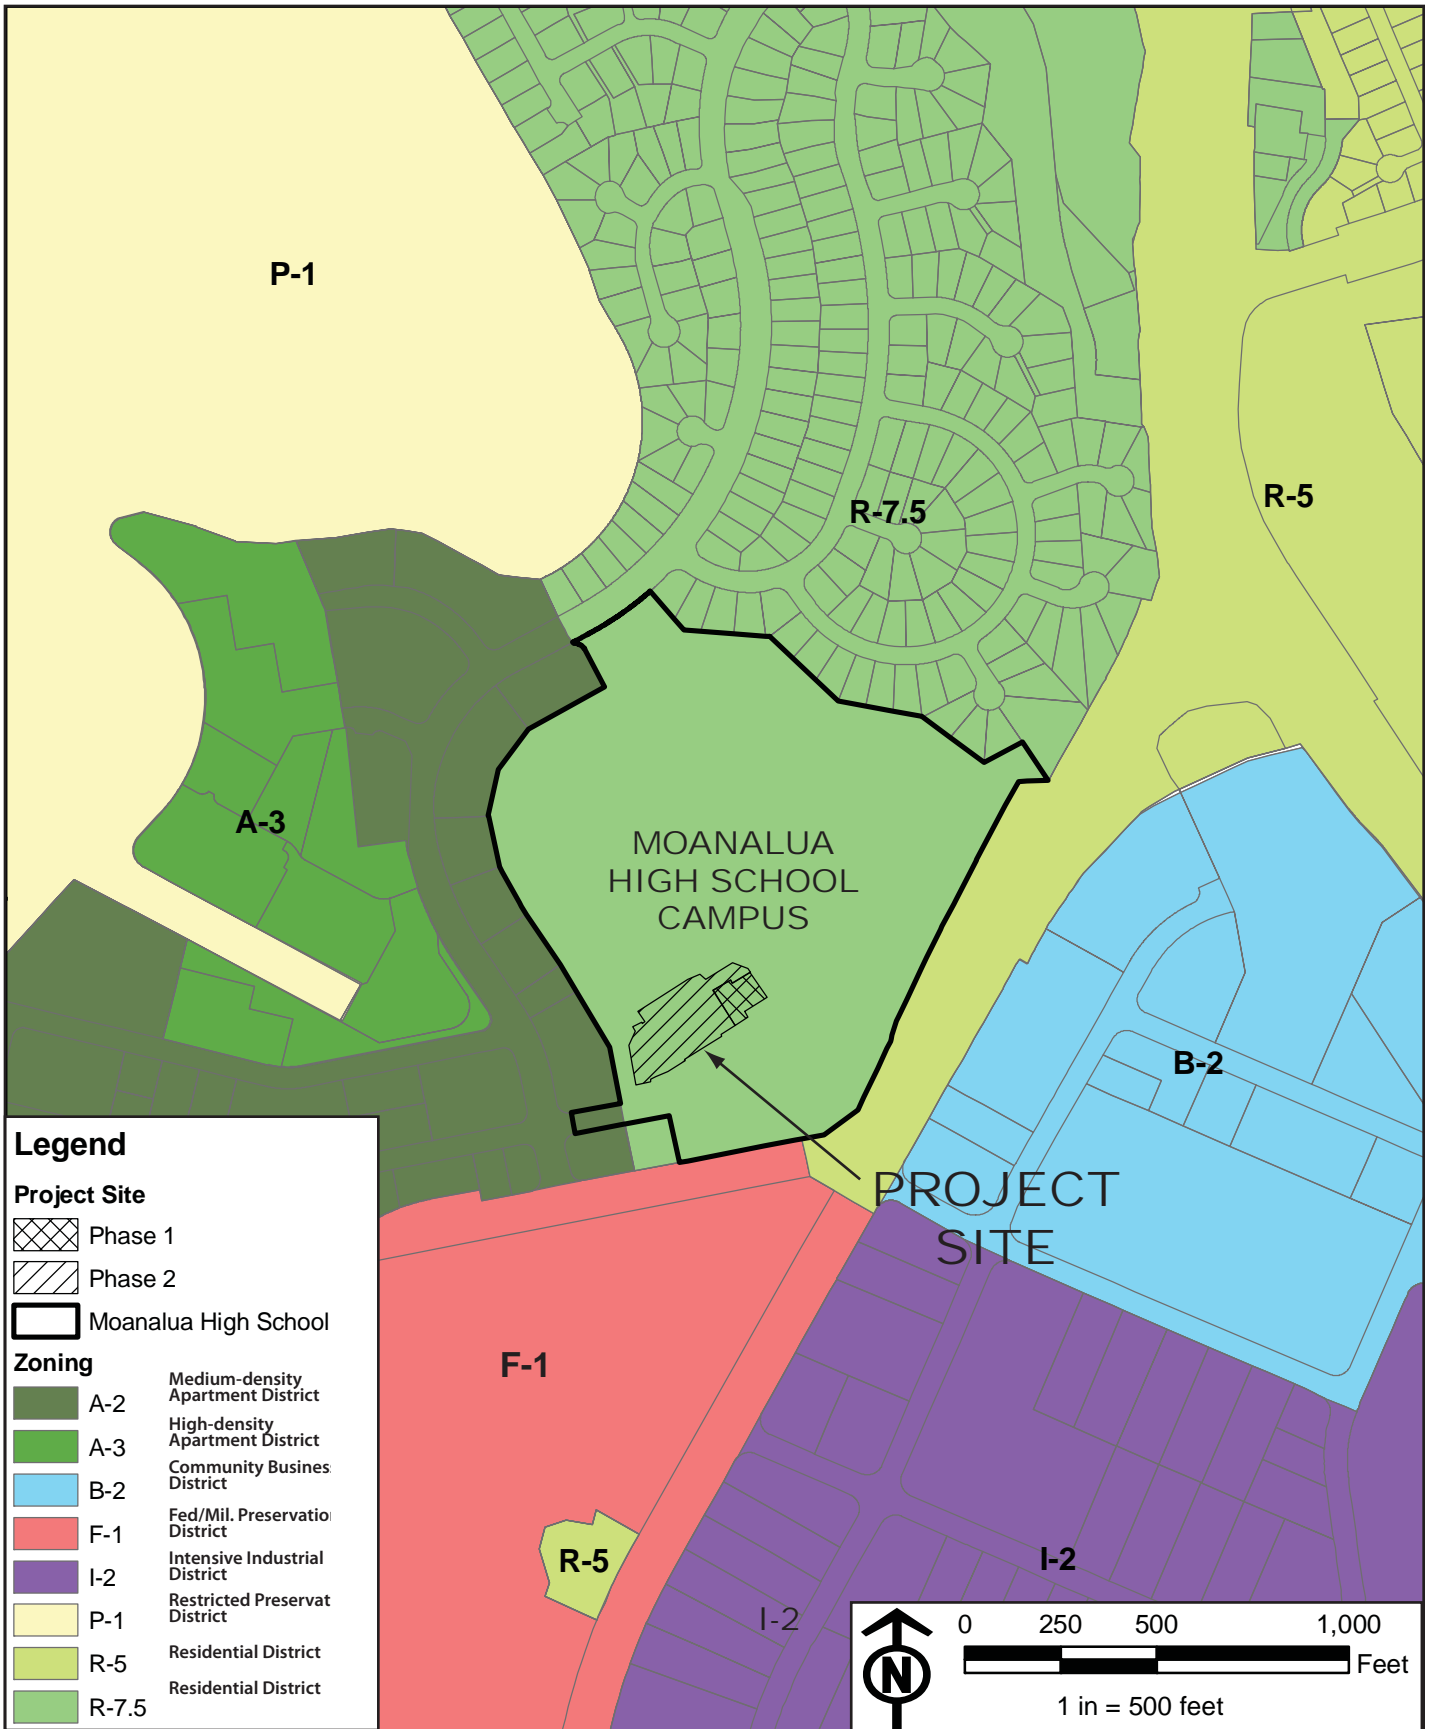 P-1
R-5
R-7.5
A-3
MOANALUA
HIGH SCHOOL
CAMPUS
B-2
PROJECT
SITE
F-1
R-5
I-2
I-2
Legend
Project Site
Phase 1
Phase 2
Moanalua High School
Zoning
A-2 Medium-density
Apartment District
A-3 High-density
Apartment District
B-2 Community Busines
District
F-1 Fed/Mil. Preservatio
District
I-2 Intensive Industrial
District
P-1 Restricted Preservat
District
R-5 Residential District
R-7.5 Residential District
N
0 250 500 1,000
Feet
1 in = 500 feet